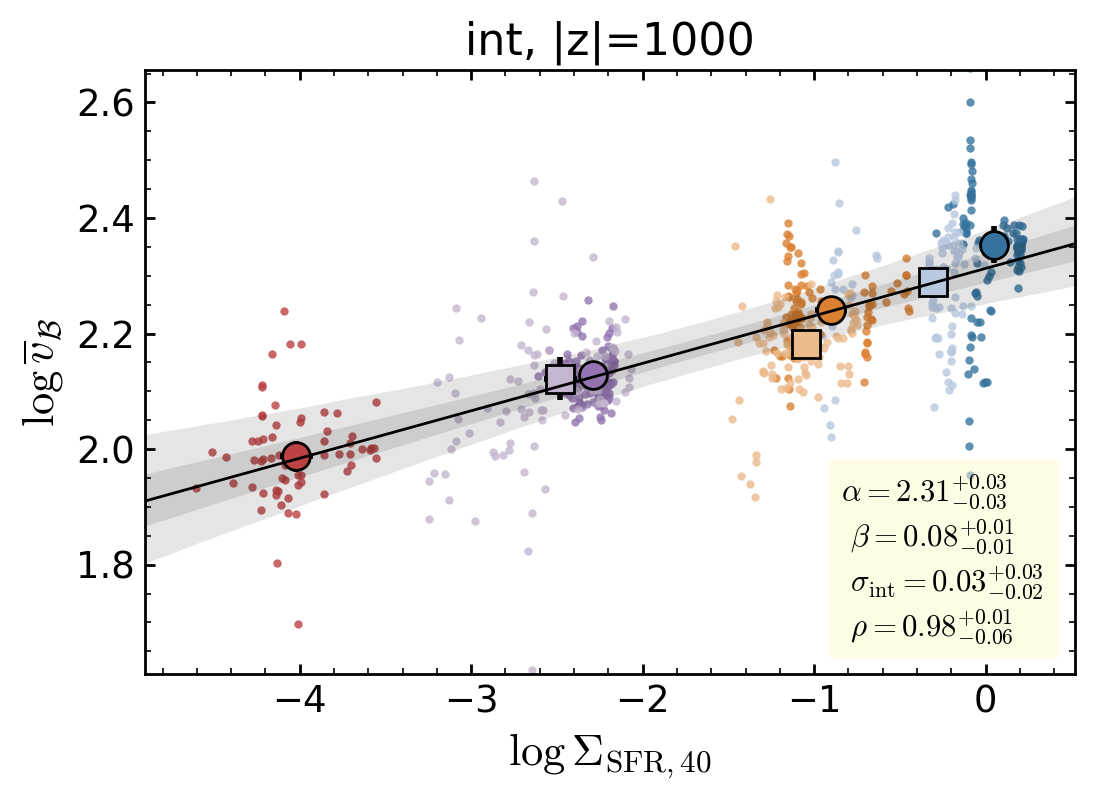 int, |z|=1000
2.6
2.4
2.2
2.0
1.8
log v̅_ℬ
α = 2.31^{+0.03}_{−0.03}
β = 0.08^{+0.01}_{−0.01}
σ_int = 0.03^{+0.03}_{−0.02}
ρ = 0.98^{+0.01}_{−0.06}
−4 −3 −2 −1 0
log Σ_{SFR, 40}